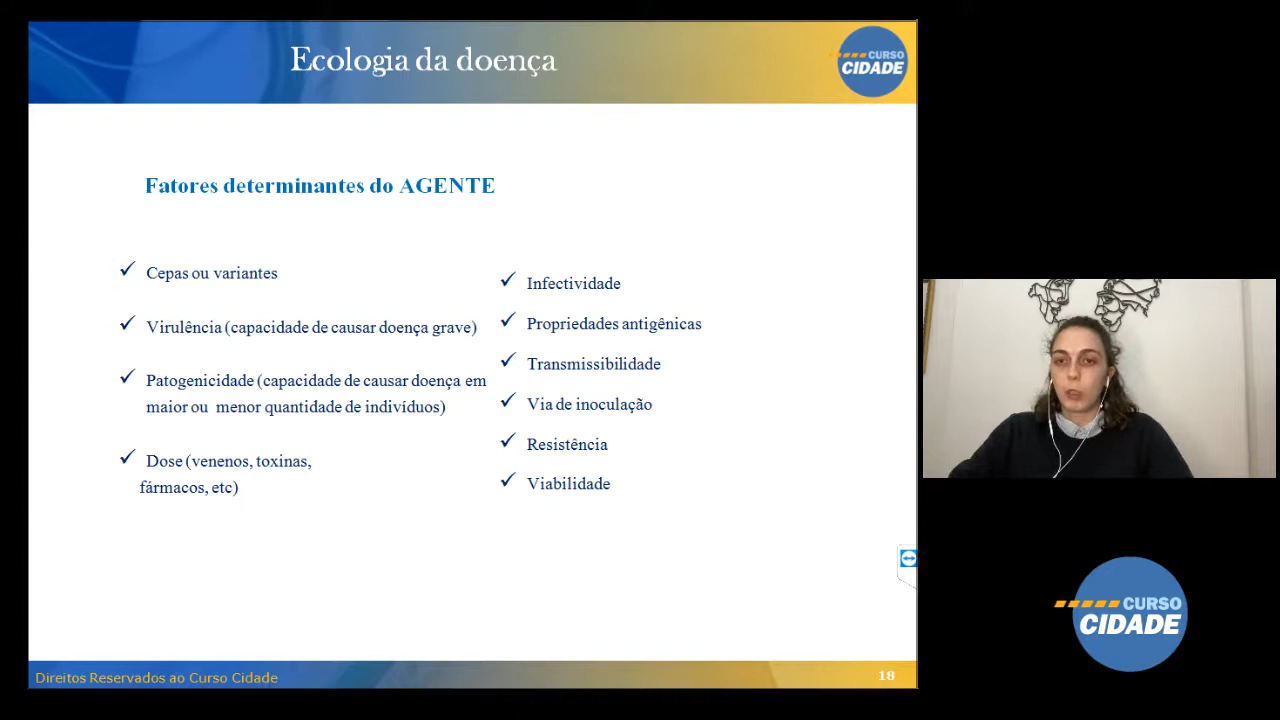 Ecologia da doença
CURSO
CIDADE
Fatores determinantes do AGENTE
✓ Cepas ou variantes
✓ Virulência (capacidade de causar doença grave)
✓ Patogenicidade (capacidade de causar doença em
maior ou menor quantidade de indivíduos)
✓ Dose (venenos, toxinas,
fármacos, etc)
✓ Infectividade
✓ Propriedades antigênicas
✓ Transmissibilidade
✓ Via de inoculação
✓ Resistência
✓ Viabilidade
CURSO
CIDADE
Direitos Reservados ao Curso Cidade
18